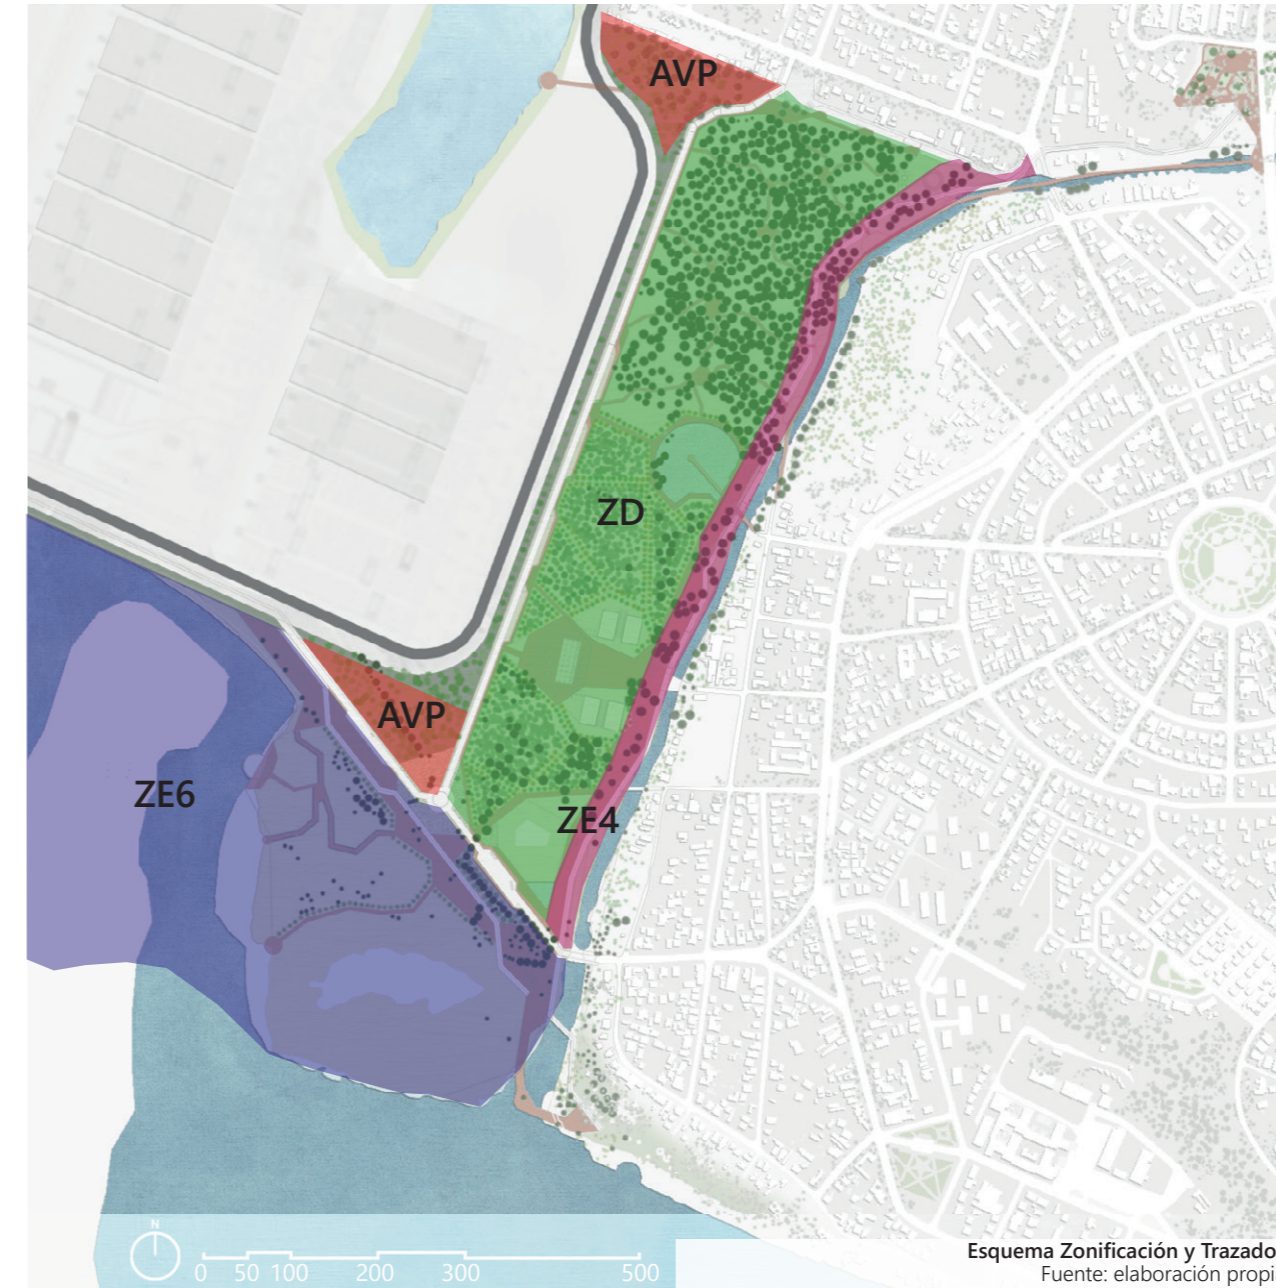 AVP
ZD
AVP
ZE6
ZE4
N
0 50 100 200 300 500
Esquema Zonificación y Trazado
Fuente: elaboración propi